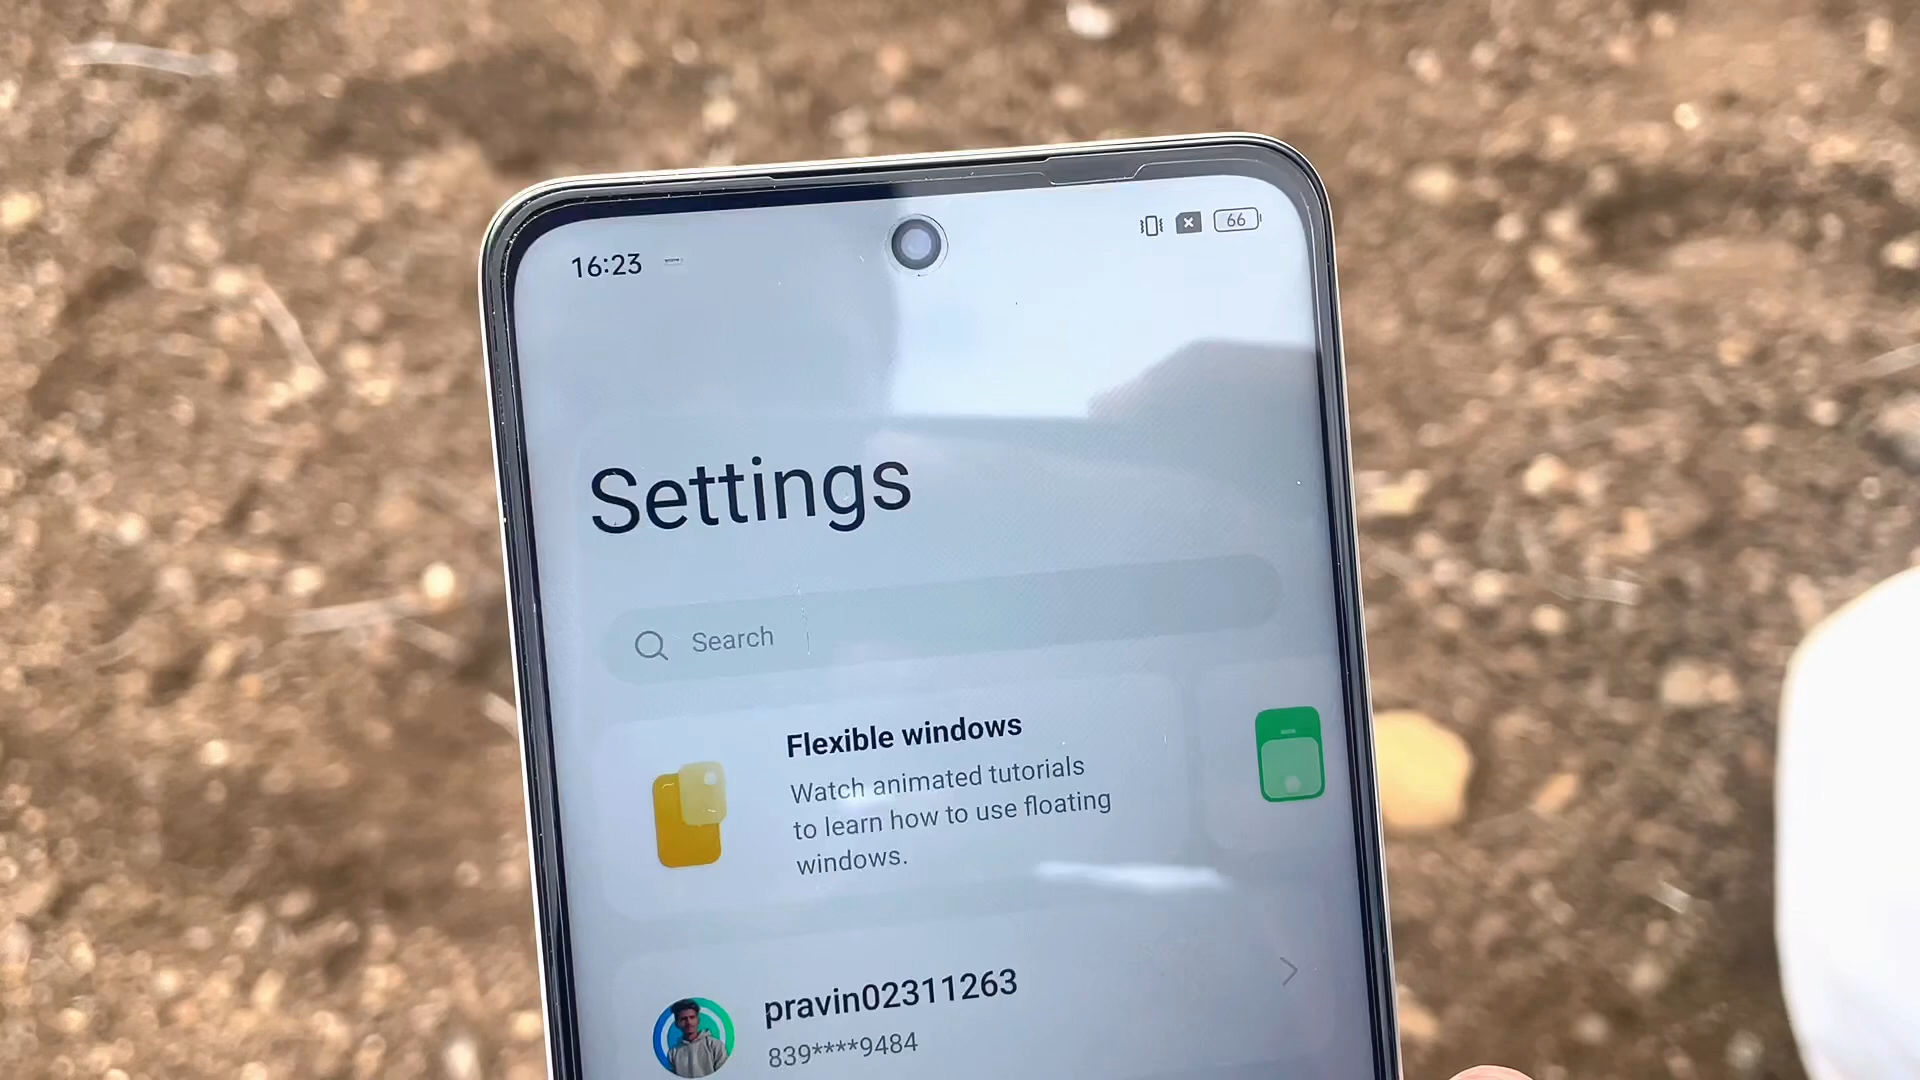 16:23
66
Settings
Search
Flexible windows
Watch animated tutorials
to learn how to use floating
windows.
pravin02311263
839****9484